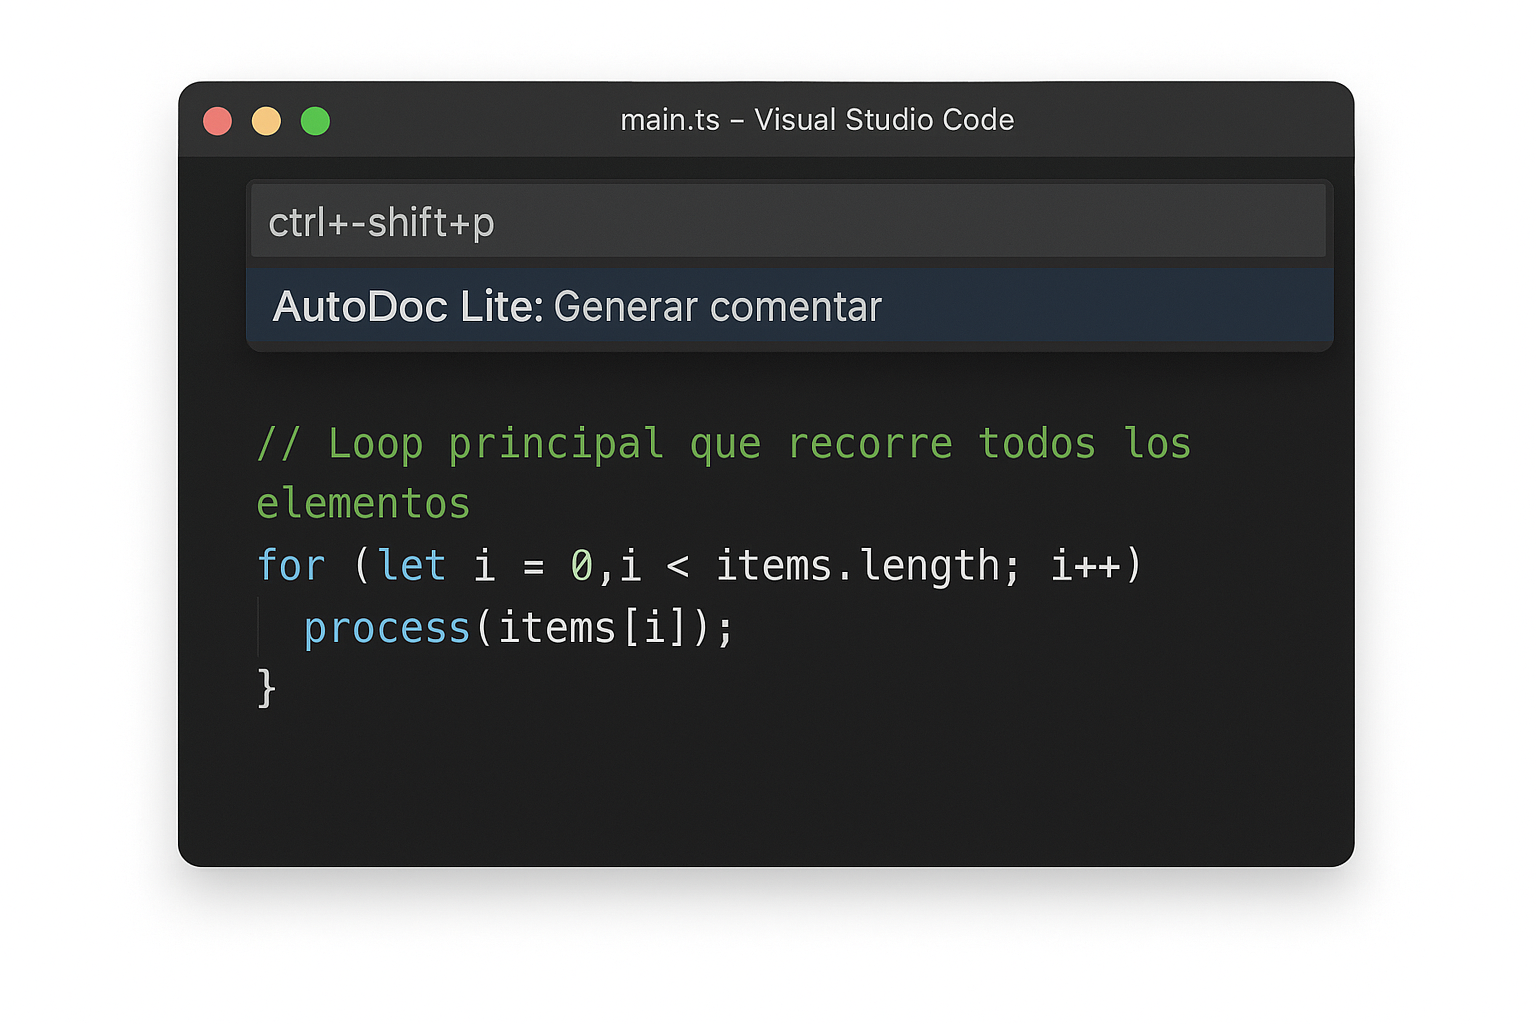 main.ts – Visual Studio Code
ctrl+-shift+p
AutoDoc Lite: Generar comentar
// Loop principal que recorre todos los
elementos
for (let i = 0,i < items.length; i++)
process(items[i]);
}